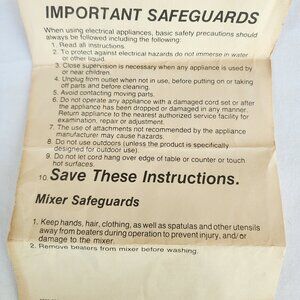 IMPORTANT SAFEGUARDS
When using electrical appliances, basic safety precautions should
always be followed including the following:
1. Read all instructions.
2. To protect against electrical hazards do not immerse in water
or other liquid.
3. Close supervision is necessary when any appliance is used by
or near children.
4. Unplug from outlet when not in use, before putting on or taking
off parts and before cleaning.
5. Avoid contacting moving parts.
6. Do not operate any appliance with a damaged cord set or after
the appliance has been dropped or damaged in any manner.
Return appliance to the nearest authorized service facility for
examination, repair or adjustment.
7. The use of attachments not recommended by the appliance
manufacturer may cause hazards.
8. Do not use outdoors (unless the product is specifically
designed for outdoor use).
9. Do not let cord hang over edge of table or counter or touch
hot surfaces.
10. Save These Instructions.
Mixer Safeguards
1. Keep hands, hair, clothing, as well as spatulas and other utensils
away from beaters during operation to prevent injury, and/or
damage to the mixer.
2. Remove beaters from mixer before washing.